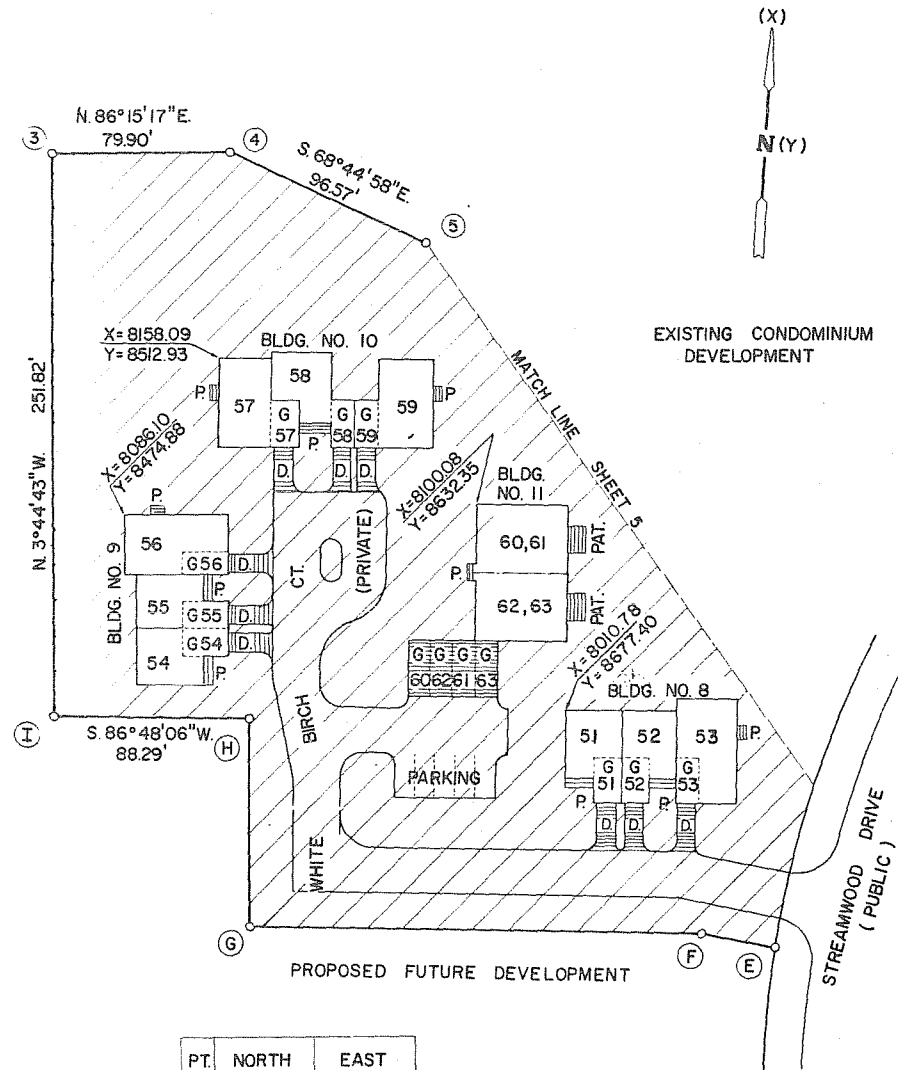 (X)
N (Y)
N. 86°15'17"E.
79.90'
3
4
S. 68°44'58"E.
96.57'
5
EXISTING CONDOMINIUM
DEVELOPMENT
MATCH LINE SHEET 5
N. 3°44'43"W. 251.82'
X=8158.09
Y=8512.93
BLDG. NO. 10
P.
57
58
59
P.
G
57
P.
G
58
G
59
D.
D.
D.
X=8086.10
Y=8474.88
P.
BLDG. NO. 9
56
G56
D.
P.
55
G55
D.
G54
D.
54
P.
X=8100.08
Y=8632.35
BLDG.
NO. 11
60,61
PAT.
P.
62,63
PAT.
WHITE BIRCH CT. (PRIVATE)
G G G G
60 62 61 63
X=8010.78
Y=8677.40
BLDG. NO. 8
51
52
53
P.
G
51
G
52
G
53
P.
P.
D.
D.
D.
PARKING
I
S. 86°48'06"W.
88.29'
H
G
F
E
PROPOSED FUTURE DEVELOPMENT
STREAMWOOD DRIVE
(PUBLIC)
PT. NORTH EAST